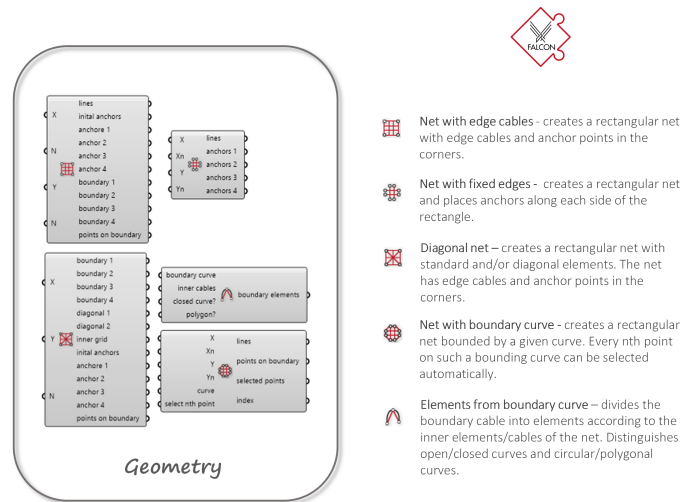 FALCON
lines
X
inital anchors
anchore 1
anchor 2
N
anchor 3
anchor 4
Y
boundary 1
boundary 2
boundary 3
N
boundary 4
points on boundary
X
lines
Xn
anchors 1
anchors 2
Y
anchors 3
Yn
anchors 4
boundary 1
boundary 2
X
boundary 3
boundary 4
diagonal 1
diagonal 2
Y
inner grid
inital anchors
anchore 1
anchor 2
N
anchor 3
anchor 4
points on boundary
boundary curve
inner cables
closed curve?
polygon?
boundary elements
X
Xn
Y
Yn
curve
select nth point
lines
points on boundary
selected points
index
Geometry
Net with edge cables - creates a rectangular net
with edge cables and anchor points in the
corners.
Net with fixed edges - creates a rectangular net
and places anchors along each side of the
rectangle.
Diagonal net – creates a rectangular net with
standard and/or diagonal elements. The net
has edge cables and anchor points in the
corners.
Net with boundary curve - creates a rectangular
net bounded by a given curve. Every nth point
on such a bounding curve can be selected
automatically.
Elements from boundary curve – divides the
boundary cable into elements according to the
inner elements/cables of the net. Distinguishes
open/closed curves and circular/polygonal
curves.